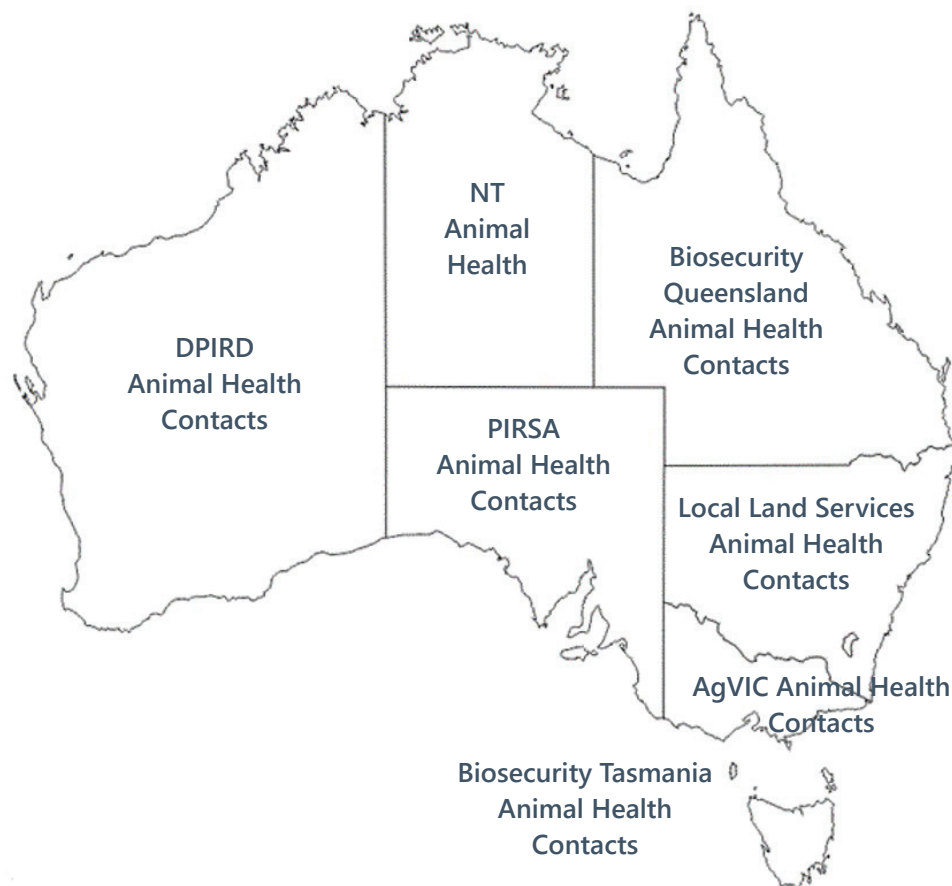 NT
Animal
Health
Biosecurity
Queensland
Animal Health
Contacts
DPIRD
Animal Health
Contacts
PIRSA
Animal Health
Contacts
Local Land Services
Animal Health
Contacts
AgVIC Animal Health
Contacts
Biosecurity Tasmania
Animal Health
Contacts